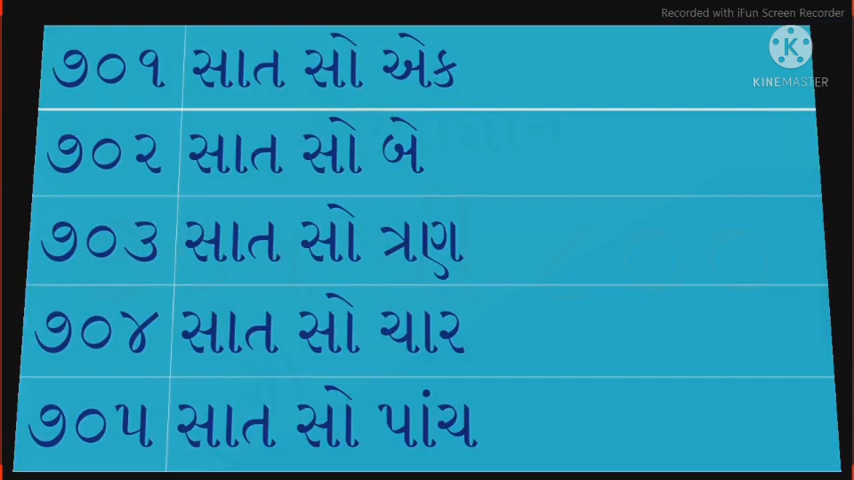 Recorded with iFun Screen Recorder
K
KINEMASTER
૭૦૧ સાત સો એક
૭૦૨ સાત સો બે
૭૦૩ સાત સો ત્રણ
૭૦૪ સાત સો ચાર
૭૦૫ સાત સો પાંચ